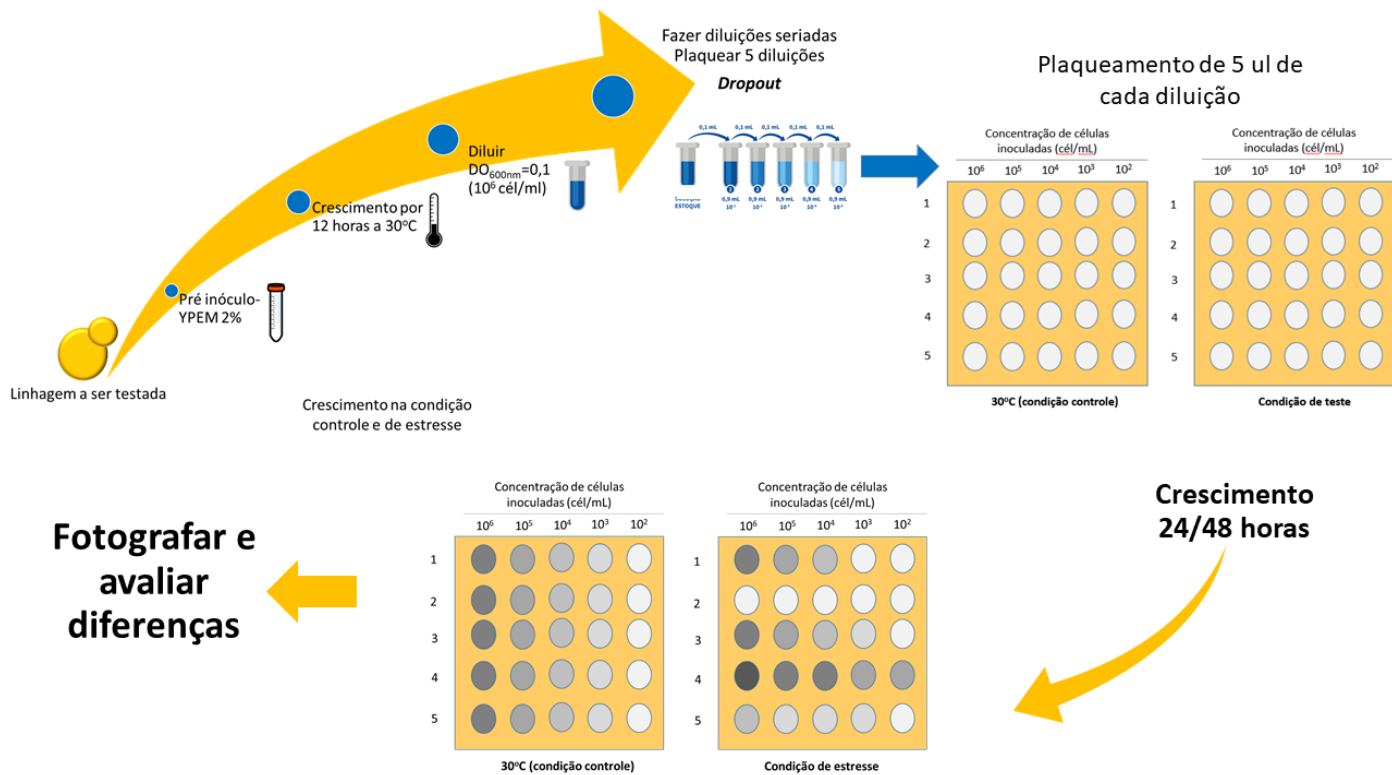 Linhagem a ser testada
Pré inóculo-
YPEM 2%
Crescimento por
12 horas a 30ºC
Diluir
DO600nm=0,1
(10⁶ cél/ml)
Fazer diluições seriadas
Plaquear 5 diluições
Dropout
0,1 mL 0,1 mL 0,1 mL 0,1 mL 0,1 mL
1 2 3 4 5
ESTOQUE
0,9 mL 0,9 mL 0,9 mL 0,9 mL 0,9 mL
Plaqueamento de 5 ul de
cada diluição
Concentração de células
inoculadas (cél/mL)
10⁶ 10⁵ 10⁴ 10³ 10²
1
2
3
4
5
30ºC (condição controle)
Concentração de células
inoculadas (cél/mL)
10⁶ 10⁵ 10⁴ 10³ 10²
1
2
3
4
5
Condição de teste
Crescimento
24/48 horas
Crescimento na condição
controle e de estresse
Concentração de células
inoculadas (cél/mL)
10⁶ 10⁵ 10⁴ 10³ 10²
1
2
3
4
5
30ºC (condição controle)
Concentração de células
inoculadas (cél/mL)
10⁶ 10⁵ 10⁴ 10³ 10²
1
2
3
4
5
Condição de estresse
Fotografar e
avaliar
diferenças